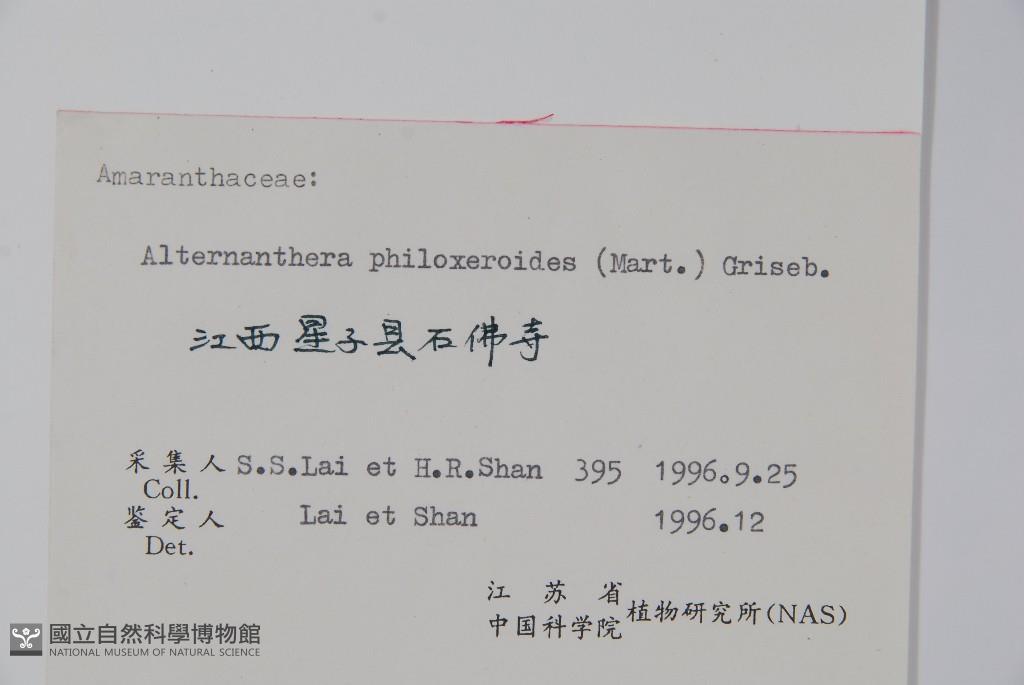 Amaranthaceae:
Alternanthera philoxeroides (Mart.) Griseb.
江西星子县石佛寺
采集人 S.S.Lai et H.R.Shan 395 1996.9.25
Coll.
鉴定人 Lai et Shan 1996.12
Det.
江苏省
中国科学院 植物研究所(NAS)
國立自然科學博物館
NATIONAL MUSEUM OF NATURAL SCIENCE